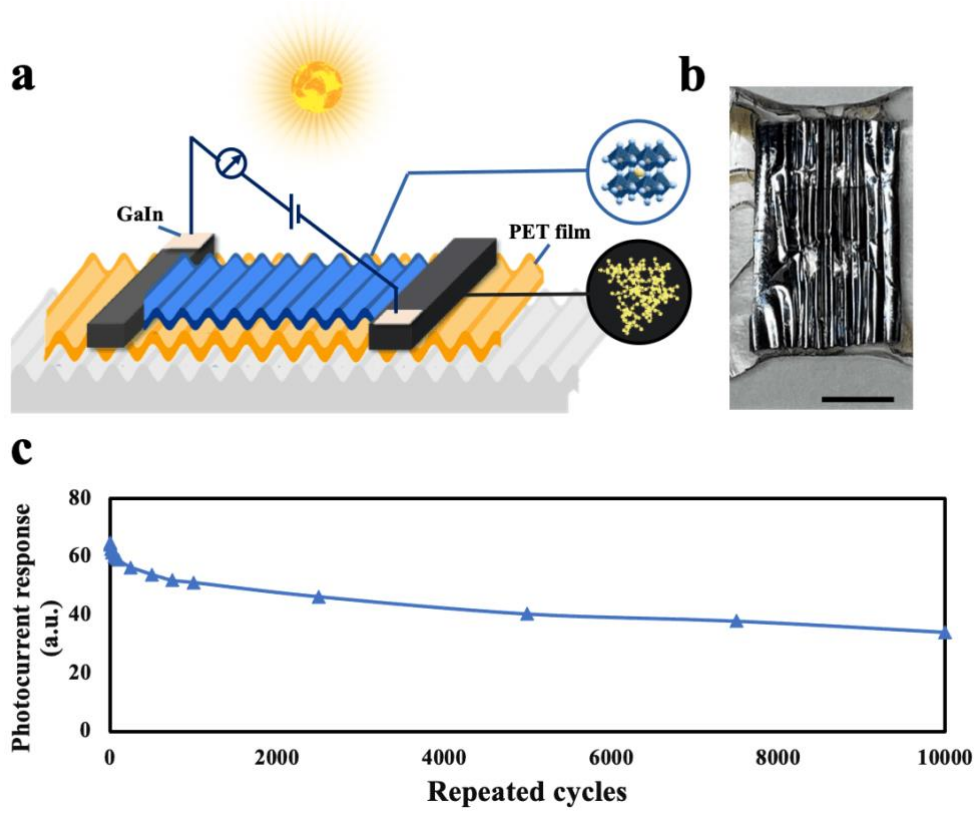 a
b
GaIn
PET film
c
Photocurrent response
(a.u.)
80
60
40
20
0
0
2000
4000
6000
8000
10000
Repeated cycles